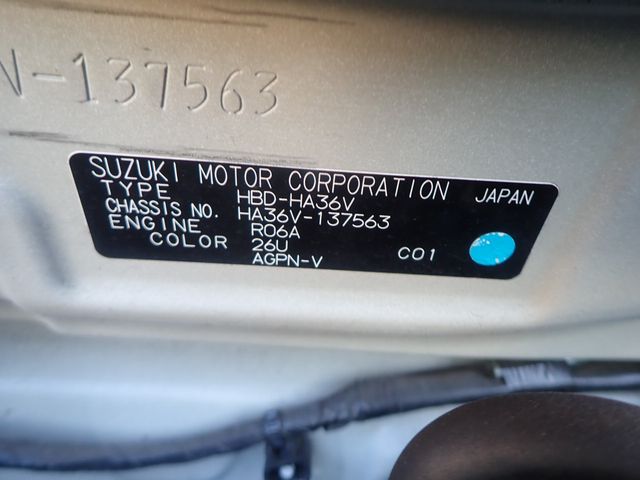 V-137563
SUZUKI MOTOR CORPORATION JAPAN
TYPE HBD-HA36V
CHASSIS NO. HA36V-137563
ENGINE R06A
COLOR 26U
AGPN-V C01